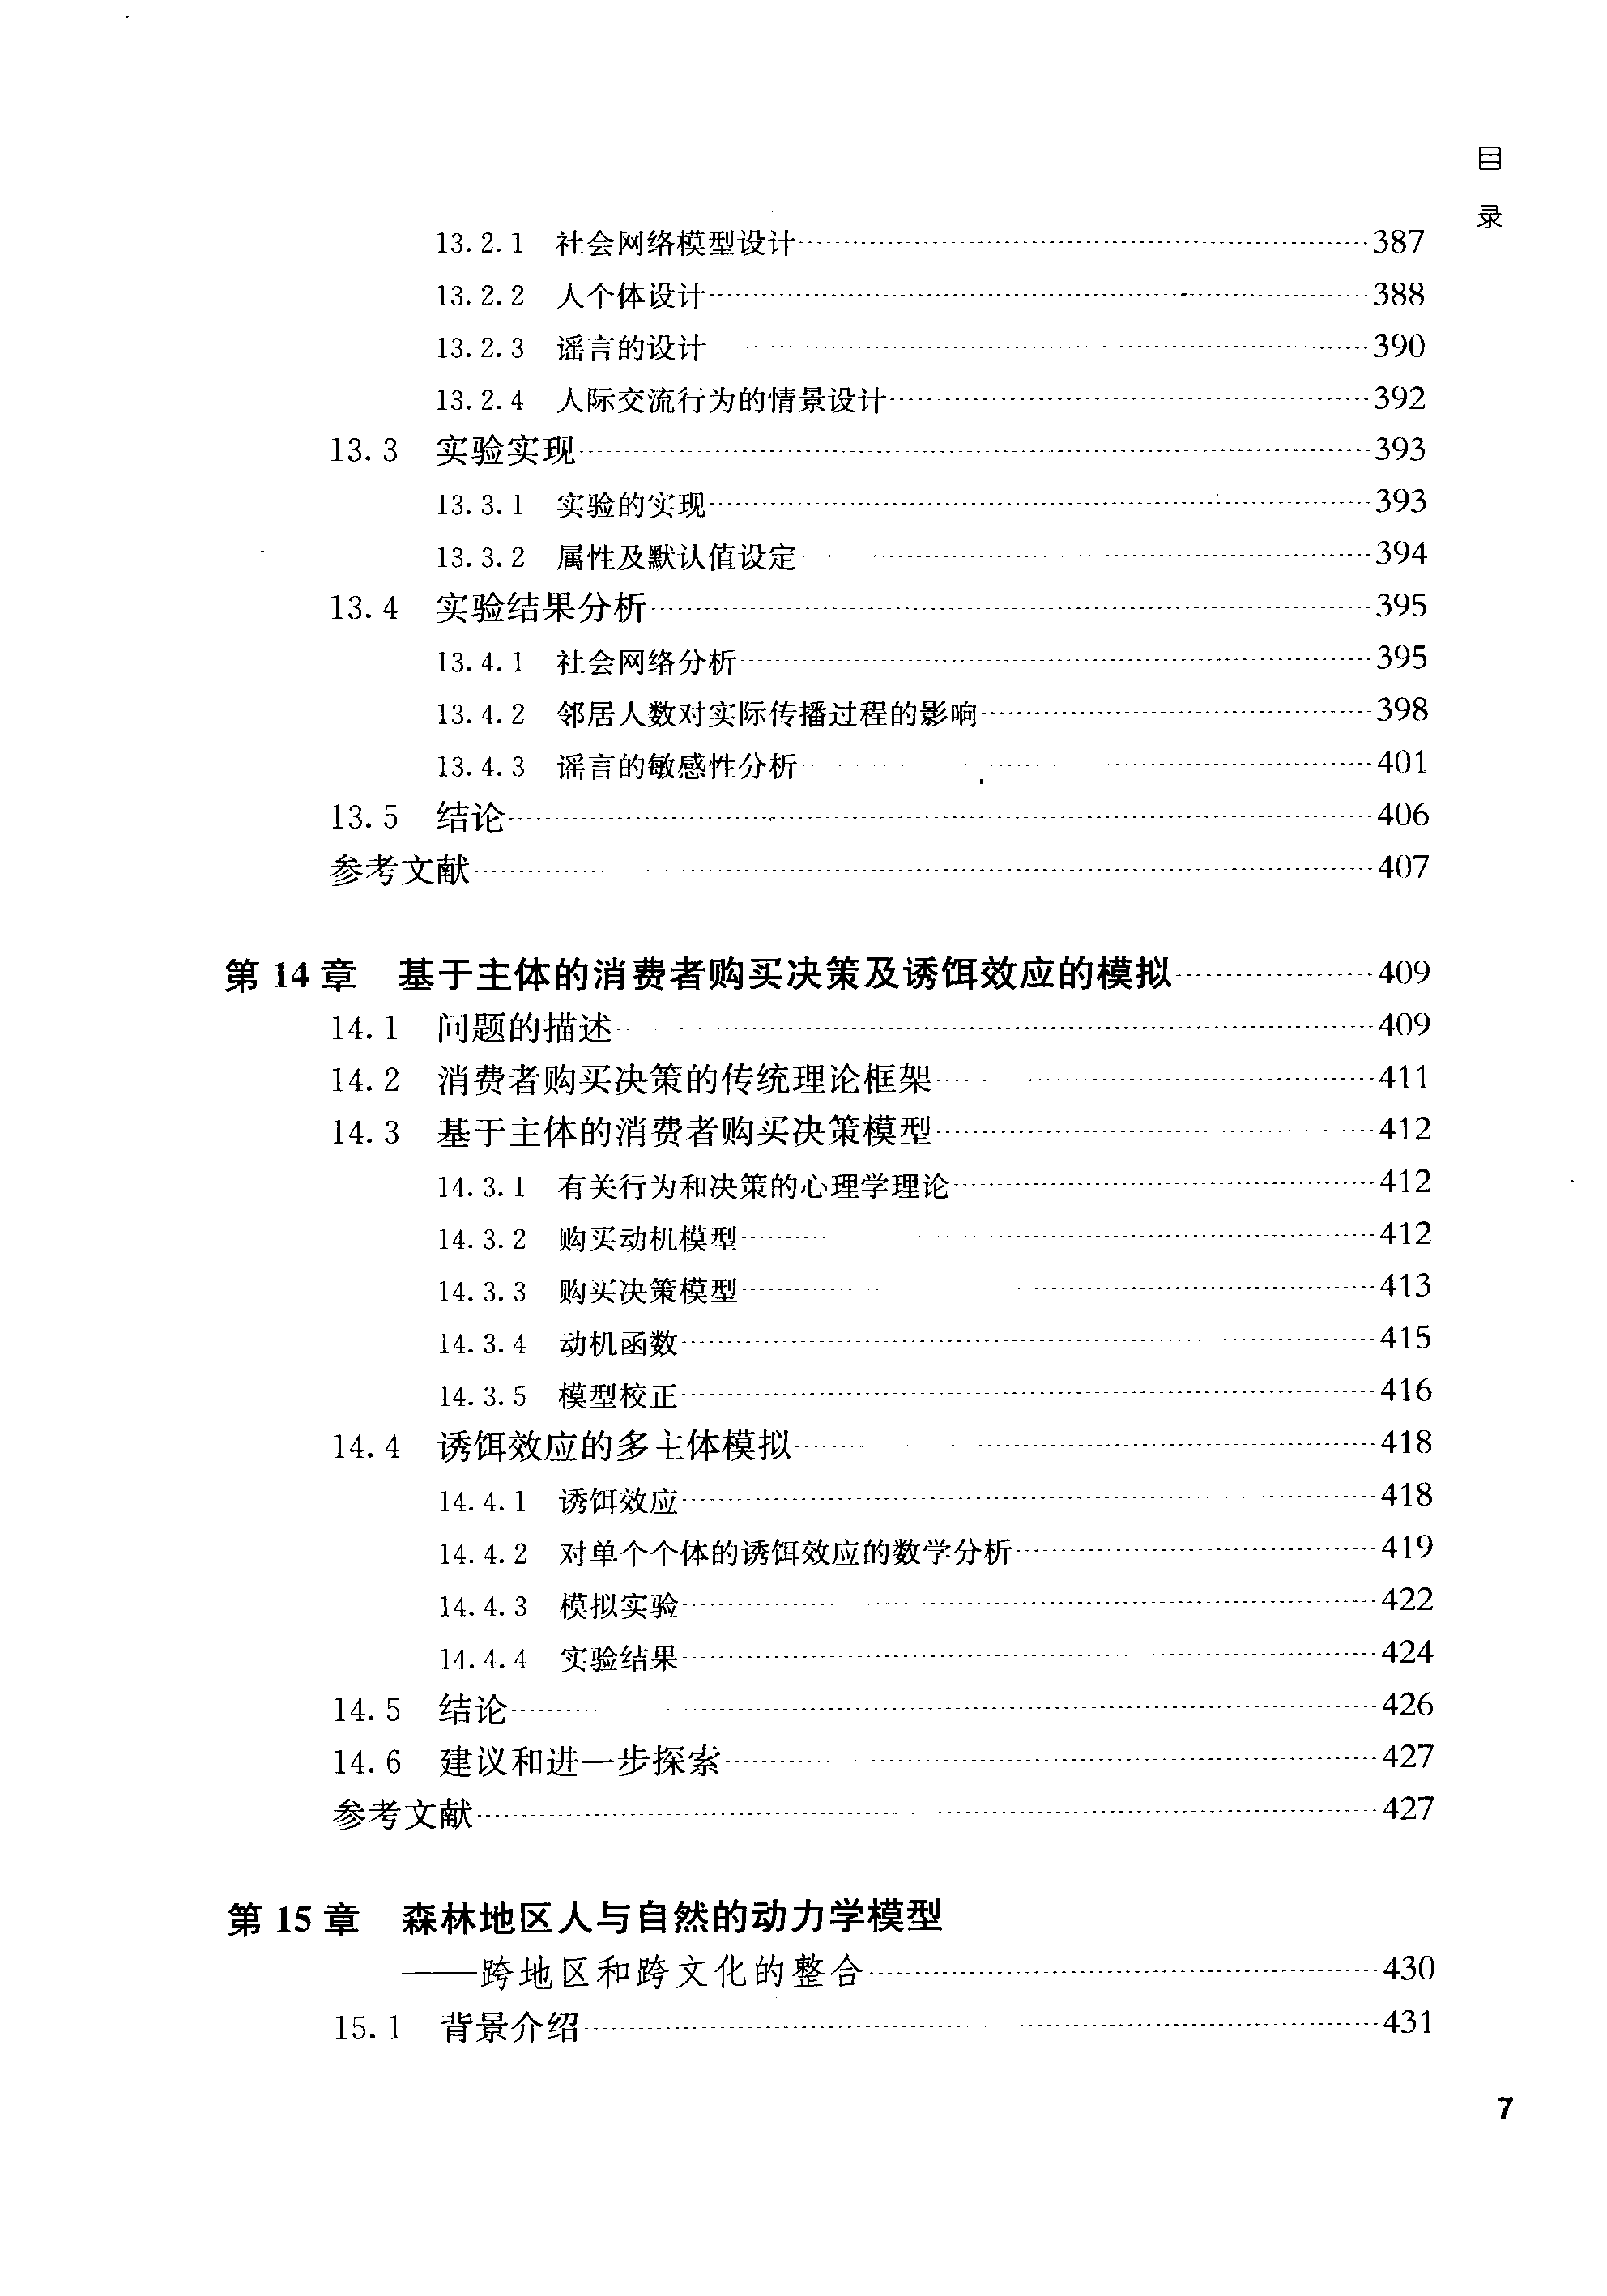 目
录
13.2.1 社会网络模型设计……387
13.2.2 人个体设计……388
13.2.3 谣言的设计……390
13.2.4 人际交流行为的情景设计……392
13.3 实验实现……393
13.3.1 实验的实现……393
13.3.2 属性及默认值设定……394
13.4 实验结果分析……395
13.4.1 社会网络分析……395
13.4.2 邻居人数对实际传播过程的影响……398
13.4.3 谣言的敏感性分析……401
13.5 结论……406
参考文献……407
第14章 基于主体的消费者购买决策及诱饵效应的模拟……409
14.1 问题的描述……409
14.2 消费者购买决策的传统理论框架……411
14.3 基于主体的消费者购买决策模型……412
14.3.1 有关行为和决策的心理学理论……412
14.3.2 购买动机模型……412
14.3.3 购买决策模型……413
14.3.4 动机函数……415
14.3.5 模型校正……416
14.4 诱饵效应的多主体模拟……418
14.4.1 诱饵效应……418
14.4.2 对单个个体的诱饵效应的数学分析……419
14.4.3 模拟实验……422
14.4.4 实验结果……424
14.5 结论……426
14.6 建议和进一步探索……427
参考文献……427
第15章 森林地区人与自然的动力学模型
——跨地区和跨文化的整合……430
15.1 背景介绍……431
7